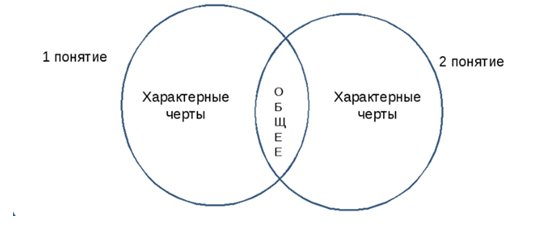 1 понятие
2 понятие
Характерные
черты
О
Б
Щ
Е
Е
Характерные
черты